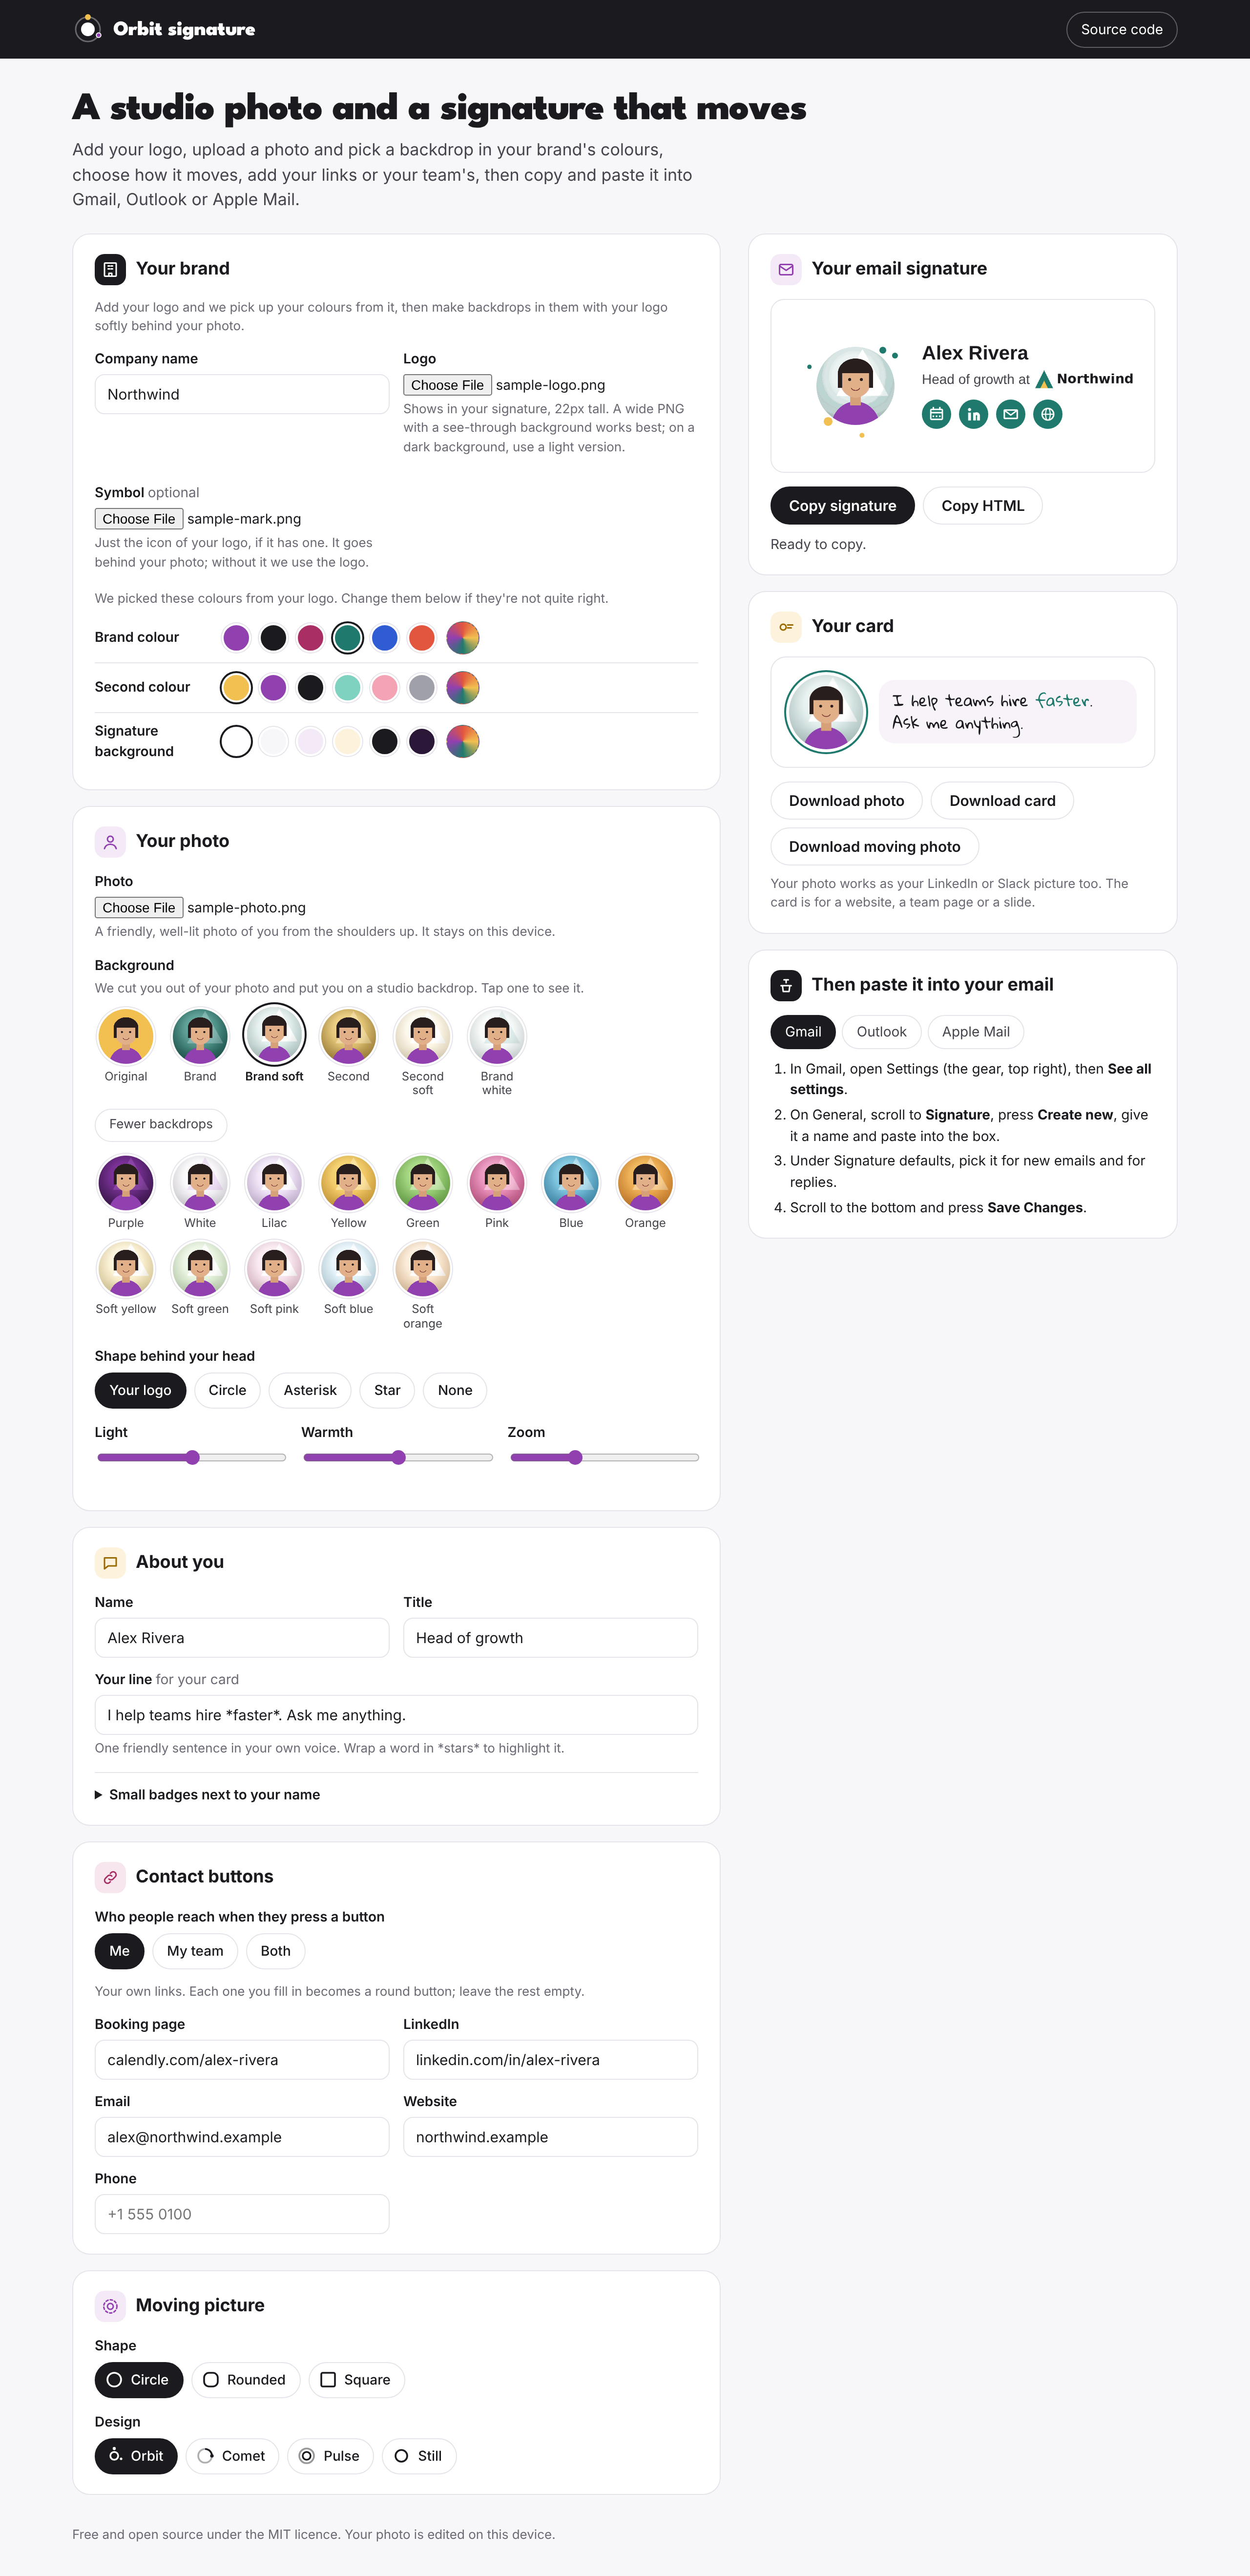 Orbit signature
Source code
A studio photo and a signature that moves
Add your logo, upload a photo and pick a backdrop in your brand's colours,
choose how it moves, add your links or your team's, then copy and paste it into
Gmail, Outlook or Apple Mail.
Your brand
Add your logo and we pick up your colours from it, then make backdrops in them with your logo
softly behind your photo.
Company name
Northwind
Logo
Choose File sample-logo.png
Shows in your signature, 22px tall. A wide PNG
with a see-through background works best; on a
dark background, use a light version.
Symbol optional
Choose File sample-mark.png
Just the icon of your logo, if it has one. It goes
behind your photo; without it we use the logo.
We picked these colours from your logo. Change them below if they're not quite right.
Brand colour
Second colour
Signature
background
Your photo
Photo
Choose File sample-photo.png
A friendly, well-lit photo of you from the shoulders up. It stays on this device.
Background
We cut you out of your photo and put you on a studio backdrop. Tap one to see it.
Original
Brand
Brand soft
Second
Second
soft
Brand
white
Fewer backdrops
Purple
White
Lilac
Yellow
Green
Pink
Blue
Orange
Soft yellow
Soft green
Soft pink
Soft blue
Soft
orange
Shape behind your head
Your logo
Circle
Asterisk
Star
None
Light
Warmth
Zoom
About you
Name
Alex Rivera
Title
Head of growth
Your line for your card
I help teams hire *faster*. Ask me anything.
One friendly sentence in your own voice. Wrap a word in *stars* to highlight it.
Small badges next to your name
Contact buttons
Who people reach when they press a button
Me
My team
Both
Your own links. Each one you fill in becomes a round button; leave the rest empty.
Booking page
calendly.com/alex-rivera
LinkedIn
linkedin.com/in/alex-rivera
Email
alex@northwind.example
Website
northwind.example
Phone
+1 555 0100
Moving picture
Shape
Circle
Rounded
Square
Design
Orbit
Comet
Pulse
Still
Your email signature
Alex Rivera
Head of growth at Northwind
in
Copy signature
Copy HTML
Ready to copy.
Your card
I help teams hire faster.
Ask me anything.
Download photo
Download card
Download moving photo
Your photo works as your LinkedIn or Slack picture too. The
card is for a website, a team page or a slide.
Then paste it into your email
Gmail
Outlook
Apple Mail
1. In Gmail, open Settings (the gear, top right), then See all
settings.
2. On General, scroll to Signature, press Create new, give
it a name and paste into the box.
3. Under Signature defaults, pick it for new emails and for
replies.
4. Scroll to the bottom and press Save Changes.
Free and open source under the MIT licence. Your photo is edited on this device.